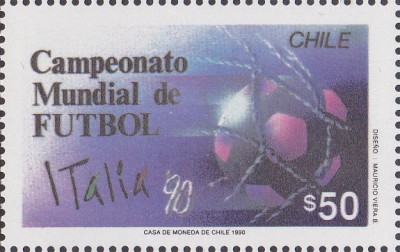 CHILE
Campeonato
Mundial de
FUTBOL
Italia '90
$50
DISEÑO : MAURICIO VIERA B.
CASA DE MONEDA DE CHILE 1990